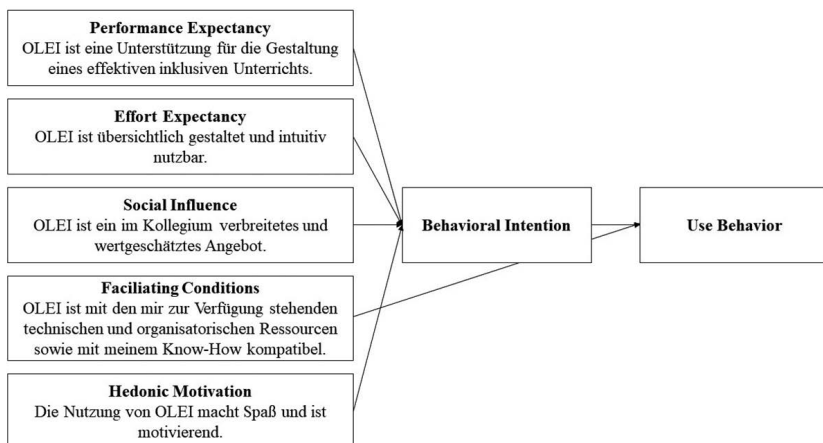 Performance Expectancy
OLEI ist eine Unterstützung für die Gestaltung
eines effektiven inklusiven Unterrichts.
Effort Expectancy
OLEI ist übersichtlich gestaltet und intuitiv
nutzbar.
Social Influence
OLEI ist ein im Kollegium verbreitetes und
wertgeschätztes Angebot.
Facilitating Conditions
OLEI ist mit den mir zur Verfügung stehenden
technischen und organisatorischen Ressourcen
sowie mit meinem Know-How kompatibel.
Hedonic Motivation
Die Nutzung von OLEI macht Spaß und ist
motivierend.
Behavioral Intention
Use Behavior